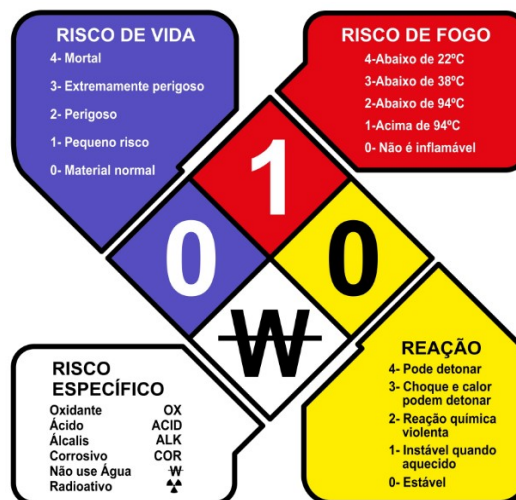 RISCO DE VIDA
4- Mortal
3- Extremamente perigoso
2- Perigoso
1- Pequeno risco
0- Material normal
RISCO DE FOGO
4-Abaixo de 22ºC
3-Abaixo de 38ºC
2-Abaixo de 94ºC
1-Acima de 94ºC
0- Não é inflamável
1
0
0
W
RISCO
ESPECÍFICO
Oxidante OX
Ácido ACID
Álcalis ALK
Corrosivo COR
Não use Água W
Radioativo
REAÇÃO
4- Pode detonar
3- Choque e calor
podem detonar
2- Reação química
violenta
1- Instável quando
aquecido
0- Estável